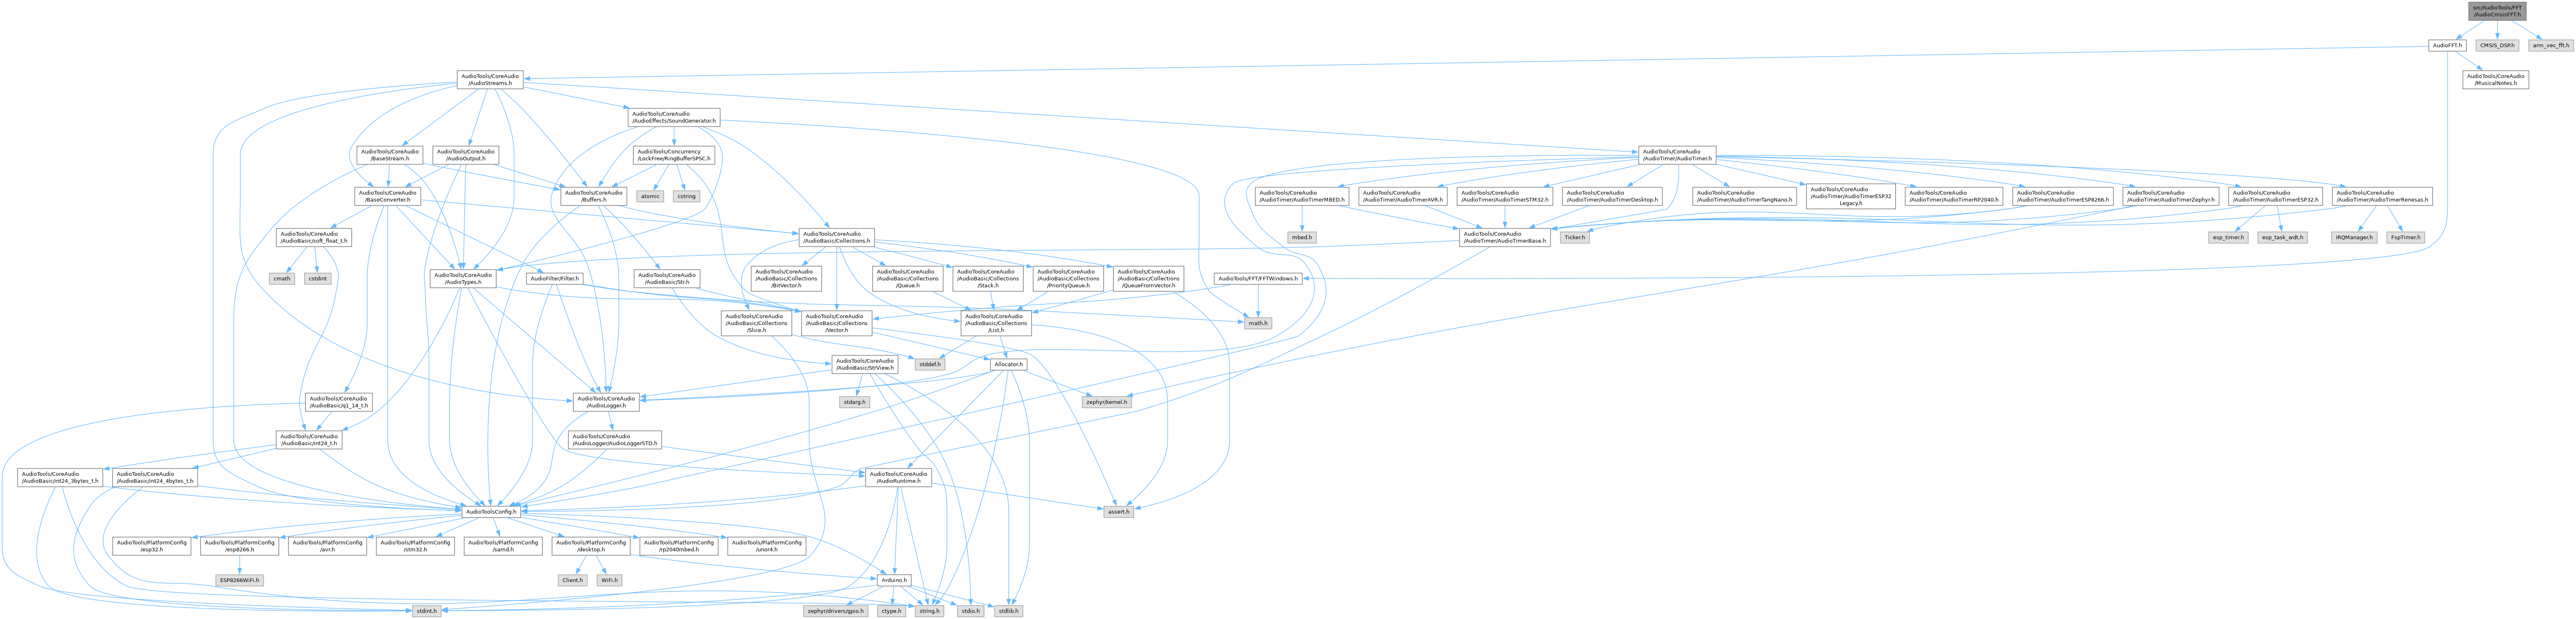 src/AudioTools/FFT
/AudioCmsisFFT.h
AudioFFT.h
CMSIS_DSP.h
arm_vec_fft.h
AudioTools/CoreAudio
/AudioStreams.h
AudioTools/CoreAudio
/MusicalNotes.h
AudioTools/CoreAudio
/AudioEffects/SoundGenerator.h
AudioTools/CoreAudio
/BaseStream.h
AudioTools/CoreAudio
/AudioOutput.h
AudioTools/Concurrency
/LockFree/RingBufferSPSC.h
AudioTools/CoreAudio
/AudioTimer/AudioTimer.h
AudioTools/CoreAudio
/BaseConverter.h
AudioTools/CoreAudio
/Buffers.h
atomic
cstring
AudioTools/CoreAudio
/AudioTimer/AudioTimerMBED.h
AudioTools/CoreAudio
/AudioTimer/AudioTimerAVR.h
AudioTools/CoreAudio
/AudioTimer/AudioTimerSTM32.h
AudioTools/CoreAudio
/AudioTimer/AudioTimerDesktop.h
AudioTools/CoreAudio
/AudioTimer/AudioTimerTangNano.h
AudioTools/CoreAudio
/AudioTimer/AudioTimerESP32
Legacy.h
AudioTools/CoreAudio
/AudioTimer/AudioTimerRP2040.h
AudioTools/CoreAudio
/AudioTimer/AudioTimerESP8266.h
AudioTools/CoreAudio
/AudioTimer/AudioTimerZephyr.h
AudioTools/CoreAudio
/AudioTimer/AudioTimerESP32.h
AudioTools/CoreAudio
/AudioTimer/AudioTimerRenesas.h
AudioTools/CoreAudio
/AudioBasic/soft_float_t.h
AudioTools/CoreAudio
/AudioBasic/Collections.h
mbed.h
AudioTools/CoreAudio
/AudioTimer/AudioTimerBase.h
Ticker.h
esp_timer.h
esp_task_wdt.h
IRQManager.h
FspTimer.h
cmath
cstdint
AudioTools/CoreAudio
/AudioTypes.h
AudioFilter/Filter.h
AudioTools/CoreAudio
/AudioBasic/Str.h
AudioTools/CoreAudio
/AudioBasic/Collections
/BitVector.h
AudioTools/CoreAudio
/AudioBasic/Collections
/Queue.h
AudioTools/CoreAudio
/AudioBasic/Collections
/Stack.h
AudioTools/CoreAudio
/AudioBasic/Collections
/PriorityQueue.h
AudioTools/CoreAudio
/AudioBasic/Collections
/QueueFromVector.h
AudioTools/FFT/FFTWindows.h
AudioTools/CoreAudio
/AudioBasic/Collections
/Slice.h
AudioTools/CoreAudio
/AudioBasic/Collections
/Vector.h
AudioTools/CoreAudio
/AudioBasic/Collections
/List.h
math.h
AudioTools/CoreAudio
/AudioBasic/StrView.h
stddef.h
Allocator.h
AudioTools/CoreAudio
/AudioBasic/q1_14_t.h
AudioTools/CoreAudio
/AudioLogger.h
stdarg.h
zephyr/kernel.h
AudioTools/CoreAudio
/AudioBasic/int24_t.h
AudioTools/CoreAudio
/AudioLogger/AudioLoggerSTD.h
AudioTools/CoreAudio
/AudioBasic/int24_3bytes_t.h
AudioTools/CoreAudio
/AudioBasic/int24_4bytes_t.h
AudioTools/CoreAudio
/AudioRuntime.h
AudioToolsConfig.h
assert.h
AudioTools/PlatformConfig
/esp32.h
AudioTools/PlatformConfig
/esp8266.h
AudioTools/PlatformConfig
/avr.h
AudioTools/PlatformConfig
/stm32.h
AudioTools/PlatformConfig
/samd.h
AudioTools/PlatformConfig
/desktop.h
AudioTools/PlatformConfig
/rp2040mbed.h
AudioTools/PlatformConfig
/unor4.h
ESP8266WiFi.h
Client.h
WiFi.h
Arduino.h
stdint.h
zephyr/drivers/gpio.h
ctype.h
string.h
stdio.h
stdlib.h